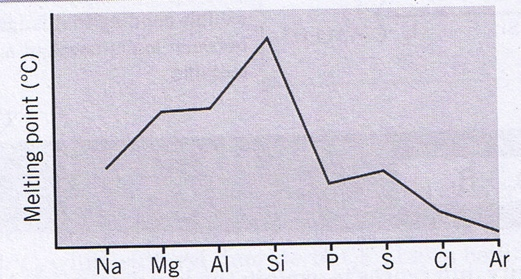 Melting point (°C)
Na Mg Al Si P S Cl Ar